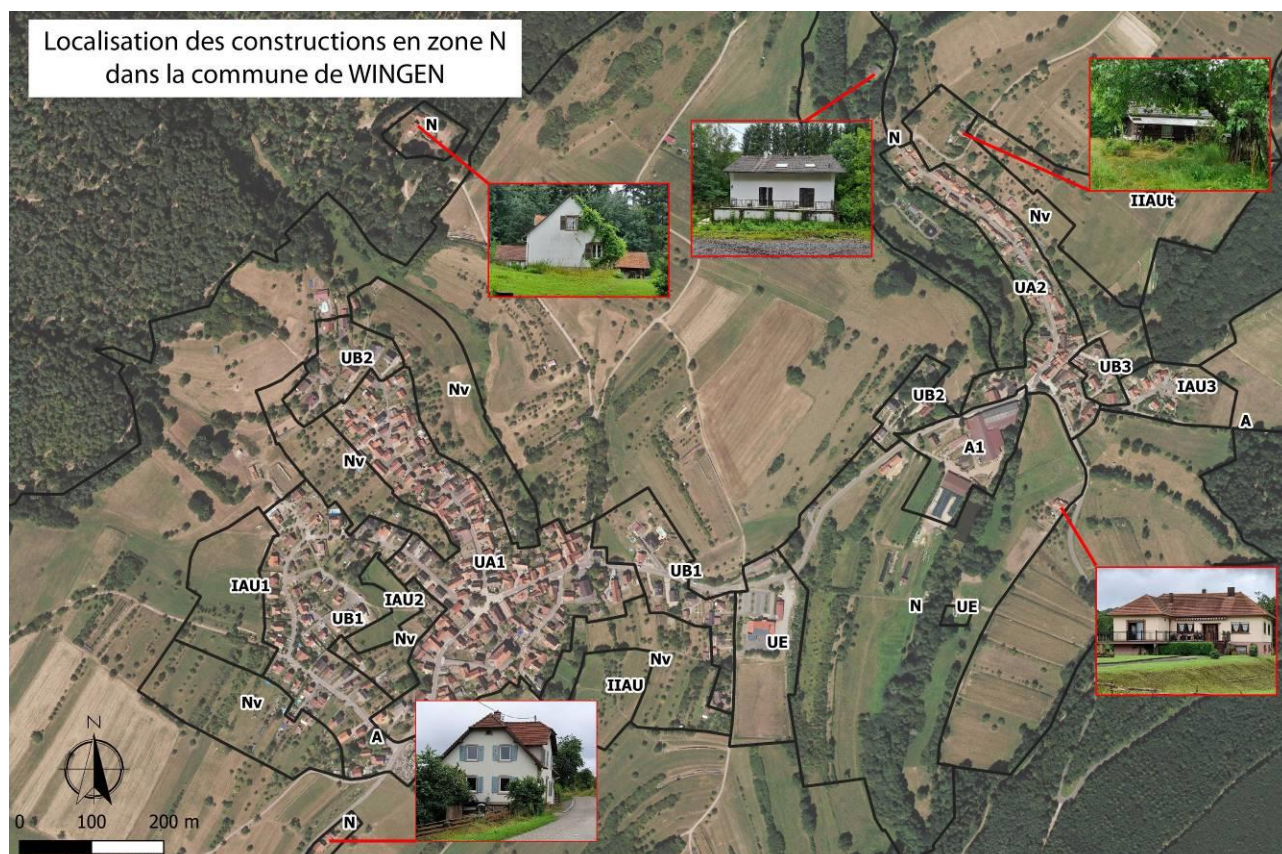 Localisation des constructions en zone N
dans la commune de WINGEN
N
N
IIAUt
Nv
UA2
UB2
UB3
Nv
IAU3
UB2
A
A1
Nv
UA1
IAU1
UB1
IAU2
UB1
N
UE
Nv
UE
Nv
IIAU
Nv
A
N
N
0 100 200 m